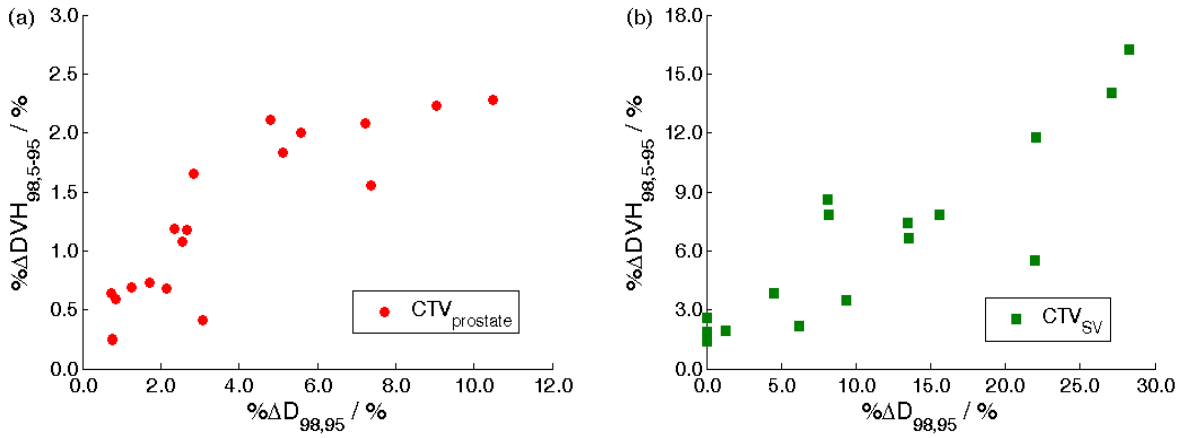 (a)
3.0
2.5
2.0
1.5
1.0
0.5
0.0
%ΔDVH98,5-95 / %
0.0 2.0 4.0 6.0 8.0 10.0 12.0
%ΔD98,95 / %
CTVprostate
(b)
18.0
15.0
12.0
9.0
6.0
3.0
0.0
%ΔDVH98,5-95 / %
0.0 5.0 10.0 15.0 20.0 25.0 30.0
%ΔD98,95 / %
CTVSV